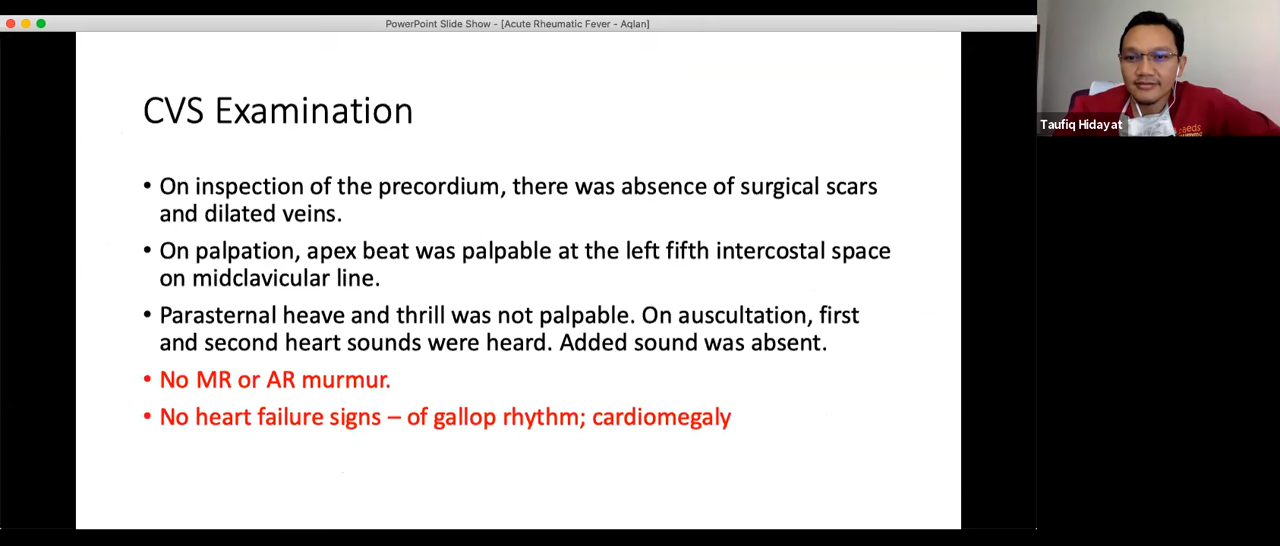 PowerPoint Slide Show - [Acute Rheumatic Fever - Aqlan]
CVS Examination
• On inspection of the precordium, there was absence of surgical scars
and dilated veins.
• On palpation, apex beat was palpable at the left fifth intercostal space
on midclavicular line.
• Parasternal heave and thrill was not palpable. On auscultation, first
and second heart sounds were heard. Added sound was absent.
• No MR or AR murmur.
• No heart failure signs – of gallop rhythm; cardiomegaly
Taufiq Hidayat